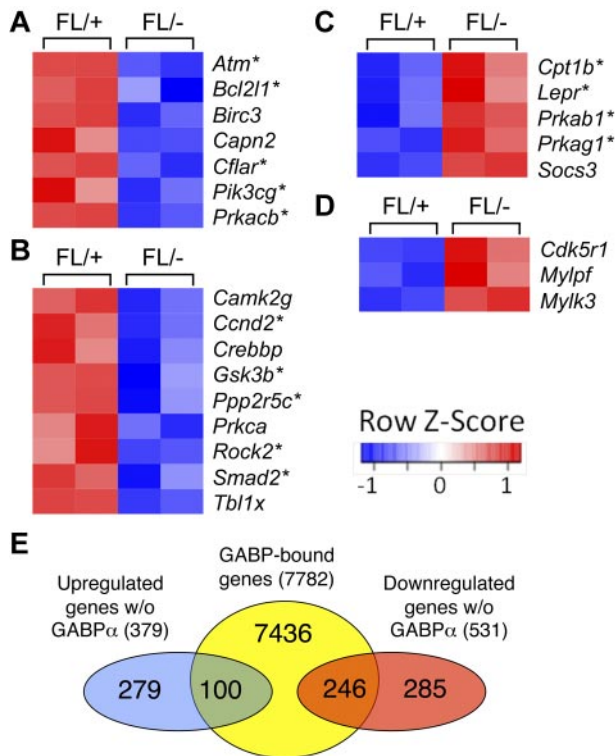 A
FL/+ FL/-
Atm*
Bcl2l1*
Birc3
Capn2
Cflar*
Pik3cg*
Prkacb*
B
FL/+ FL/-
Camk2g
Ccnd2*
Crebbp
Gsk3b*
Ppp2r5c*
Prkca
Rock2*
Smad2*
Tbl1x
C
FL/+ FL/-
Cpt1b*
Lepr*
Prkab1*
Prkag1*
Socs3
D
FL/+ FL/-
Cdk5r1
Mylpf
Mylk3
Row Z-Score
-1 0 1
E
Upregulated
genes w/o
GABPα (379)
GABP-bound
genes (7782)
Downregulated
genes w/o
GABPα (531)
7436
279 100 246 285